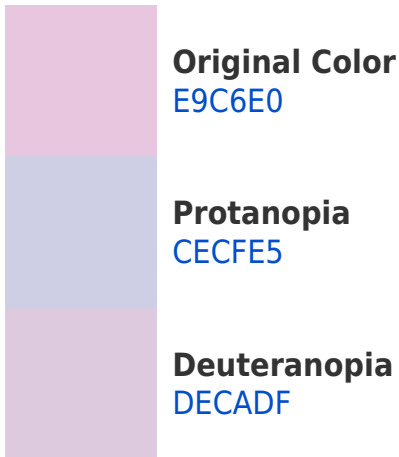 Original Color
E9C6E0
Protanopia
CECFE5
Deuteranopia
DECADF